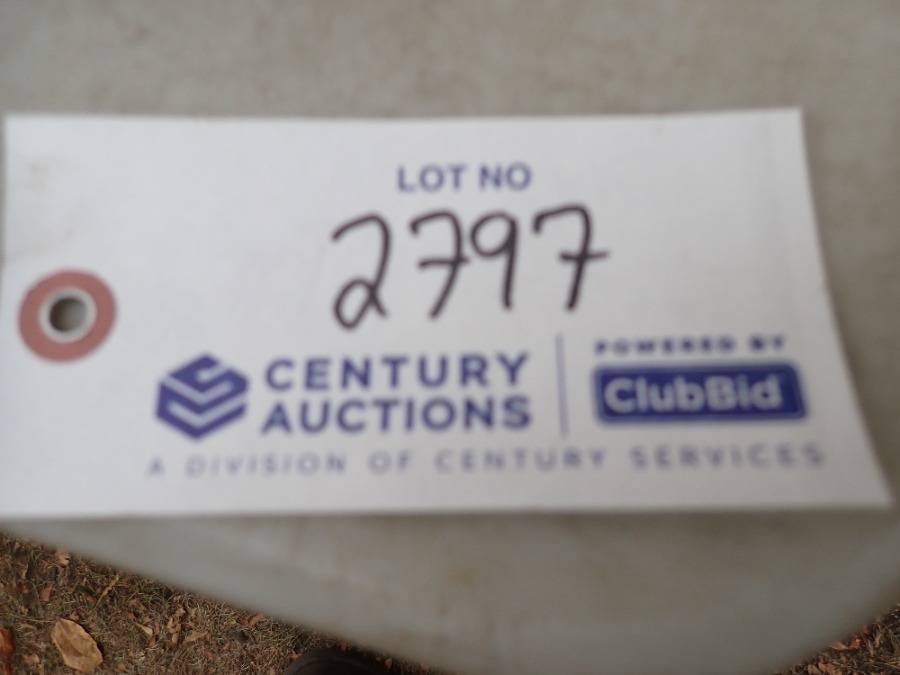 LOT NO
2797
CENTURY
AUCTIONS
POWERED BY
ClubBid
A DIVISION OF CENTURY SERVICES